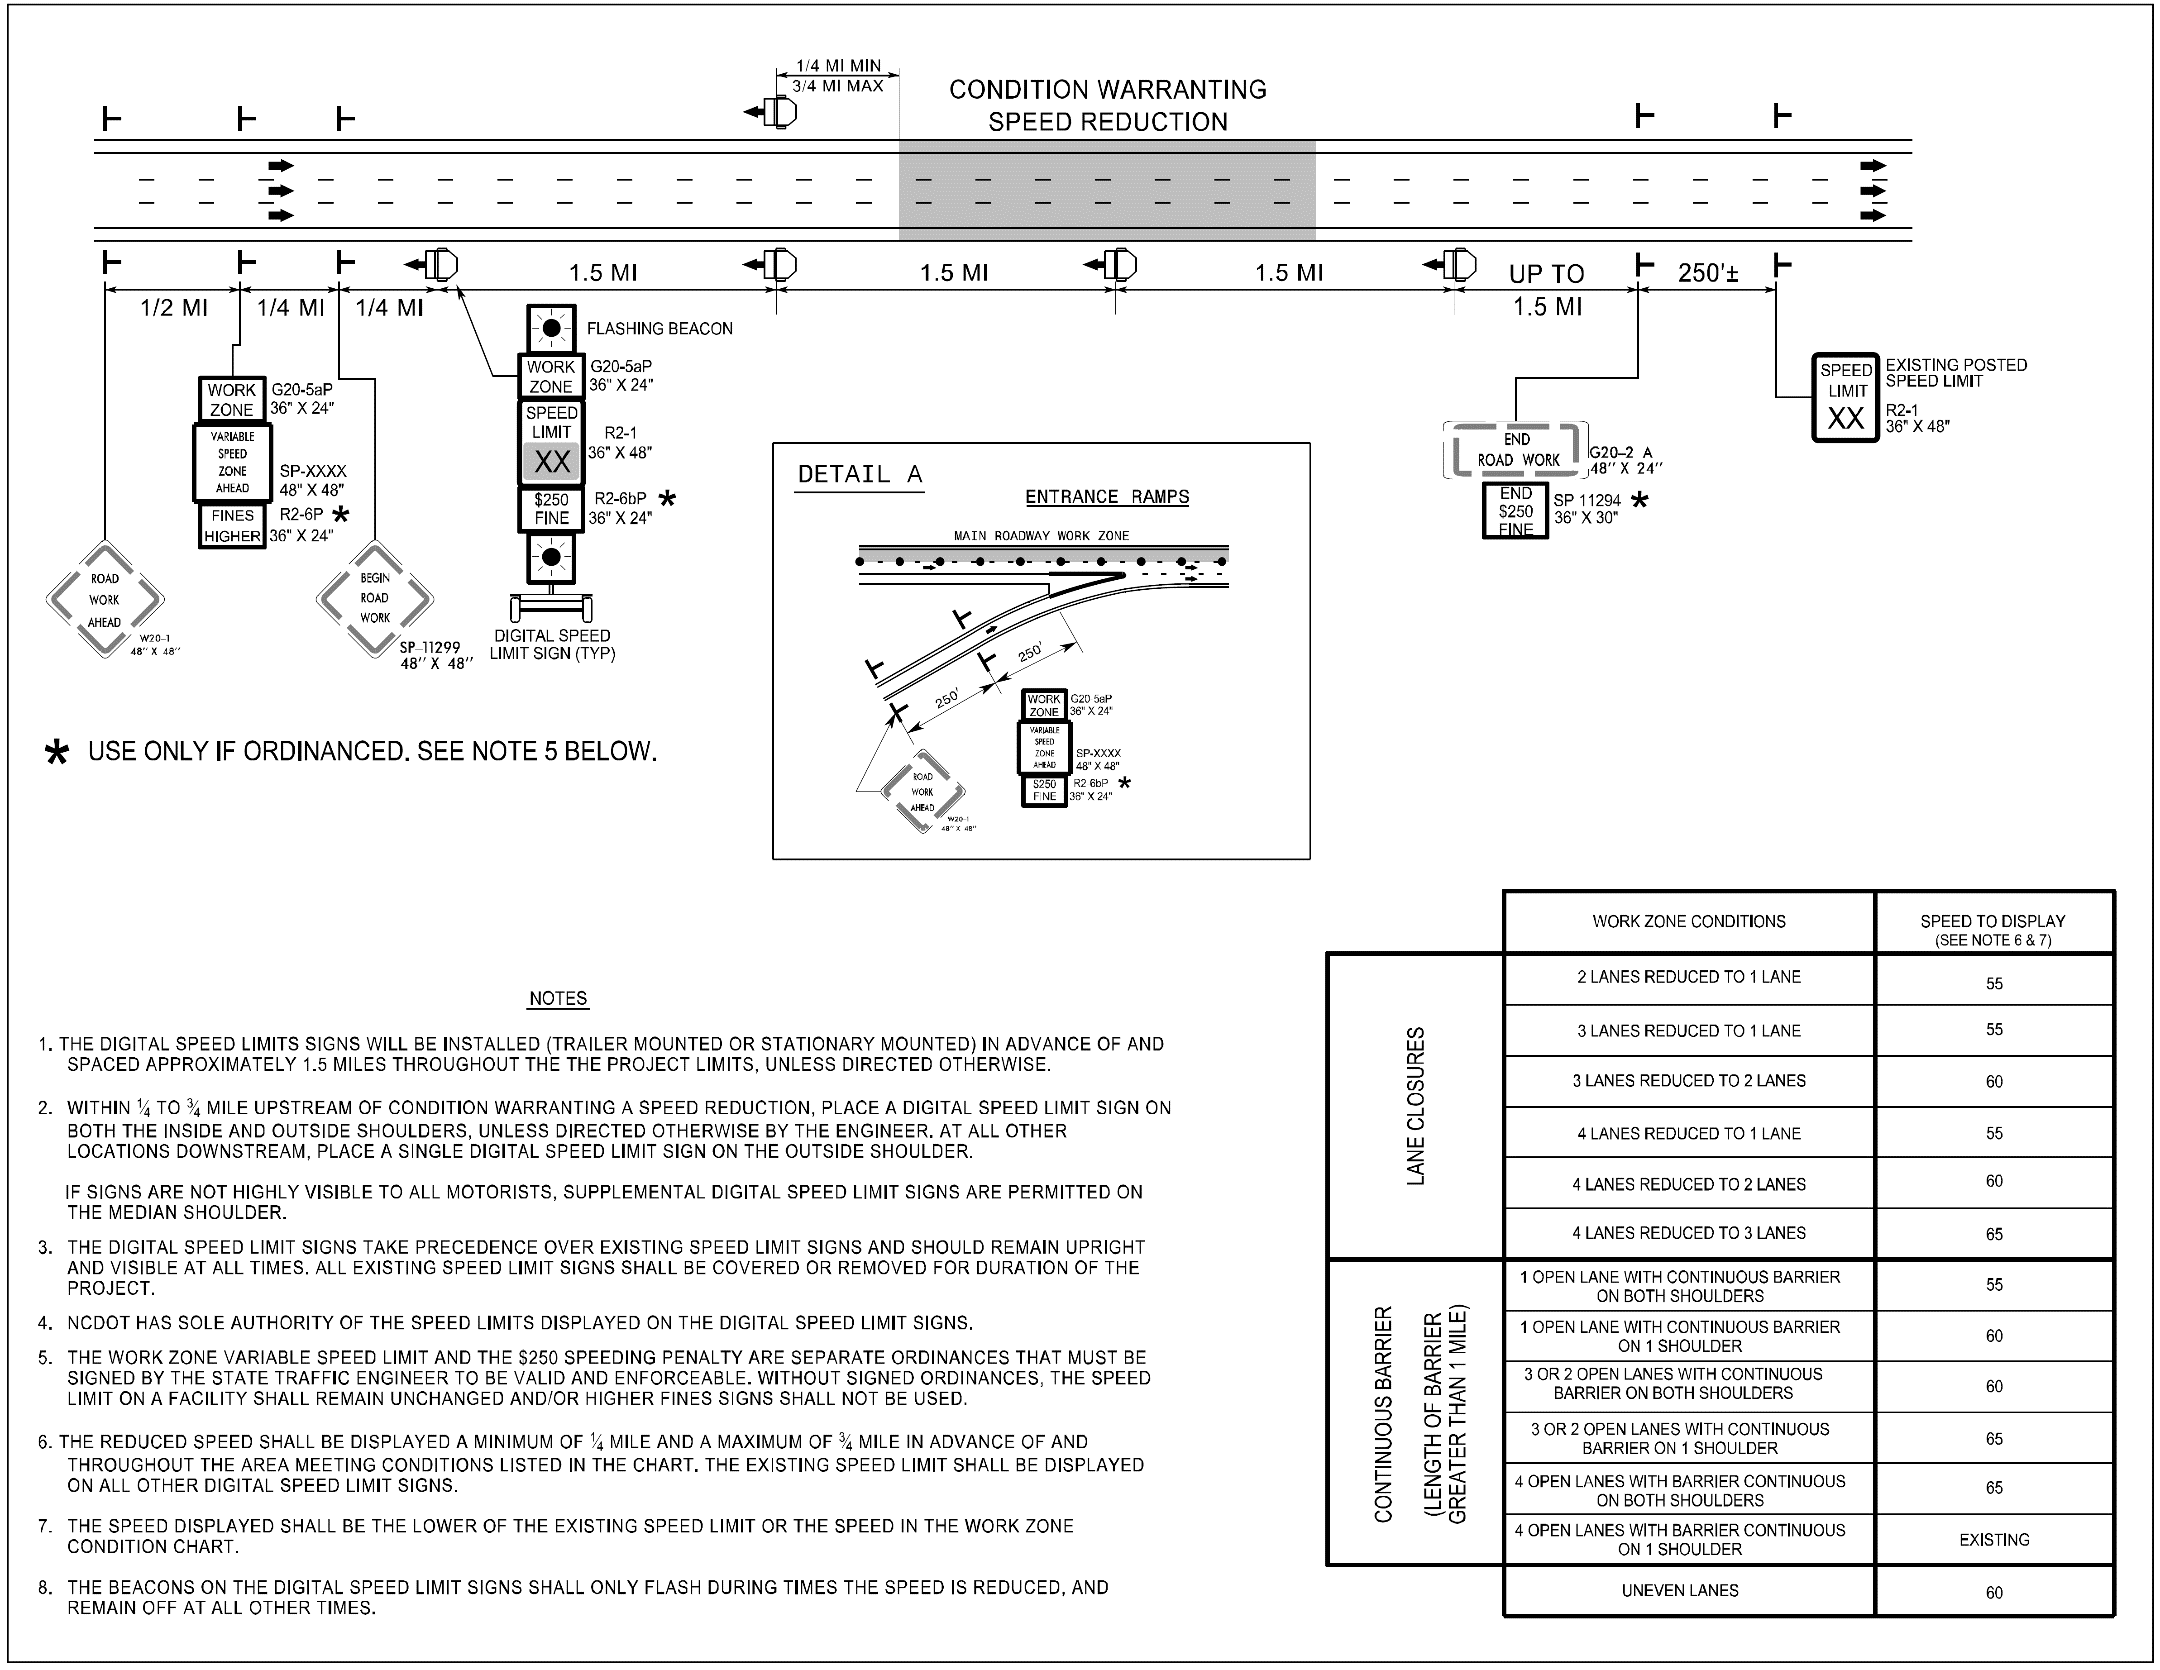 1/4 MI MIN
3/4 MI MAX
CONDITION WARRANTING
SPEED REDUCTION
1/2 MI
1/4 MI
1/4 MI
1.5 MI
1.5 MI
1.5 MI
UP TO
1.5 MI
250'±
ROAD
WORK
AHEAD
W20-1
48" X 48"
WORK
ZONE
G20-5aP
36" X 24"
VARIABLE
SPEED
ZONE
AHEAD
SP-XXXX
48" X 48"
FINES
HIGHER
R2-6P *
36" X 24"
BEGIN
ROAD
WORK
SP-11299
48" X 48"
FLASHING BEACON
WORK
ZONE
G20-5aP
36" X 24"
SPEED
LIMIT
XX
R2-1
36" X 48"
$250
FINE
R2-6bP *
36" X 24"
DIGITAL SPEED
LIMIT SIGN (TYP)
END
ROAD WORK
G20-2 A
48" X 24"
END
$250
FINE
SP 11294 *
36" X 30"
SPEED
LIMIT
XX
EXISTING POSTED
SPEED LIMIT
R2-1
36" X 48"
* USE ONLY IF ORDINANCED. SEE NOTE 5 BELOW.
DETAIL A
ENTRANCE RAMPS
MAIN ROADWAY WORK ZONE
250'
250'
ROAD
WORK
AHEAD
W20-1
48" X 48"
WORK
ZONE
G20 5aP
36" X 24"
VARIABLE
SPEED
ZONE
AHEAD
SP-XXXX
48" X 48"
$250
FINE
R2 6bP *
36" X 24"
NOTES
1. THE DIGITAL SPEED LIMITS SIGNS WILL BE INSTALLED (TRAILER MOUNTED OR STATIONARY MOUNTED) IN ADVANCE OF AND
SPACED APPROXIMATELY 1.5 MILES THROUGHOUT THE THE PROJECT LIMITS, UNLESS DIRECTED OTHERWISE.
2. WITHIN ¼ TO ¾ MILE UPSTREAM OF CONDITION WARRANTING A SPEED REDUCTION, PLACE A DIGITAL SPEED LIMIT SIGN ON
BOTH THE INSIDE AND OUTSIDE SHOULDERS, UNLESS DIRECTED OTHERWISE BY THE ENGINEER. AT ALL OTHER
LOCATIONS DOWNSTREAM, PLACE A SINGLE DIGITAL SPEED LIMIT SIGN ON THE OUTSIDE SHOULDER.
IF SIGNS ARE NOT HIGHLY VISIBLE TO ALL MOTORISTS, SUPPLEMENTAL DIGITAL SPEED LIMIT SIGNS ARE PERMITTED ON
THE MEDIAN SHOULDER.
3. THE DIGITAL SPEED LIMIT SIGNS TAKE PRECEDENCE OVER EXISTING SPEED LIMIT SIGNS AND SHOULD REMAIN UPRIGHT
AND VISIBLE AT ALL TIMES. ALL EXISTING SPEED LIMIT SIGNS SHALL BE COVERED OR REMOVED FOR DURATION OF THE
PROJECT.
4. NCDOT HAS SOLE AUTHORITY OF THE SPEED LIMITS DISPLAYED ON THE DIGITAL SPEED LIMIT SIGNS.
5. THE WORK ZONE VARIABLE SPEED LIMIT AND THE $250 SPEEDING PENALTY ARE SEPARATE ORDINANCES THAT MUST BE
SIGNED BY THE STATE TRAFFIC ENGINEER TO BE VALID AND ENFORCEABLE. WITHOUT SIGNED ORDINANCES, THE SPEED
LIMIT ON A FACILITY SHALL REMAIN UNCHANGED AND/OR HIGHER FINES SIGNS SHALL NOT BE USED.
6. THE REDUCED SPEED SHALL BE DISPLAYED A MINIMUM OF ¼ MILE AND A MAXIMUM OF ¾ MILE IN ADVANCE OF AND
THROUGHOUT THE AREA MEETING CONDITIONS LISTED IN THE CHART. THE EXISTING SPEED LIMIT SHALL BE DISPLAYED
ON ALL OTHER DIGITAL SPEED LIMIT SIGNS.
7. THE SPEED DISPLAYED SHALL BE THE LOWER OF THE EXISTING SPEED LIMIT OR THE SPEED IN THE WORK ZONE
CONDITION CHART.
8. THE BEACONS ON THE DIGITAL SPEED LIMIT SIGNS SHALL ONLY FLASH DURING TIMES THE SPEED IS REDUCED, AND
REMAIN OFF AT ALL OTHER TIMES.
WORK ZONE CONDITIONS
SPEED TO DISPLAY
(SEE NOTE 6 & 7)
LANE CLOSURES
2 LANES REDUCED TO 1 LANE
55
3 LANES REDUCED TO 1 LANE
55
3 LANES REDUCED TO 2 LANES
60
4 LANES REDUCED TO 1 LANE
55
4 LANES REDUCED TO 2 LANES
60
4 LANES REDUCED TO 3 LANES
65
CONTINUOUS BARRIER
(LENGTH OF BARRIER
GREATER THAN 1 MILE)
1 OPEN LANE WITH CONTINUOUS BARRIER
ON BOTH SHOULDERS
55
1 OPEN LANE WITH CONTINUOUS BARRIER
ON 1 SHOULDER
60
3 OR 2 OPEN LANES WITH CONTINUOUS
BARRIER ON BOTH SHOULDERS
60
3 OR 2 OPEN LANES WITH CONTINUOUS
BARRIER ON 1 SHOULDER
65
4 OPEN LANES WITH BARRIER CONTINUOUS
ON BOTH SHOULDERS
65
4 OPEN LANES WITH BARRIER CONTINUOUS
ON 1 SHOULDER
EXISTING
UNEVEN LANES
60